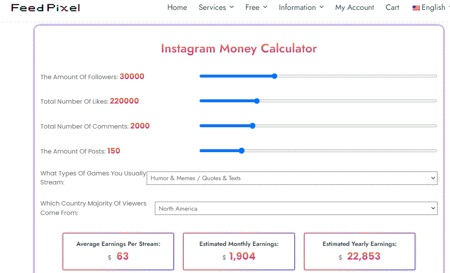 FeedPixel
Home Services Free Information My Account Cart English
Instagram Money Calculator
The Amount Of Followers: 30000
Total Number Of Likes: 220000
Total Number Of Comments: 2000
The Amount Of Posts: 150
What Types Of Games You Usually
Stream:
Humor & Memes / Quotes & Texts
Which Country Majority Of Viewers
Come From:
North America
Average Earnings Per Stream:
$ 63
Estimated Monthly Earnings:
$ 1,904
Estimated Yearly Earnings:
$ 22,853